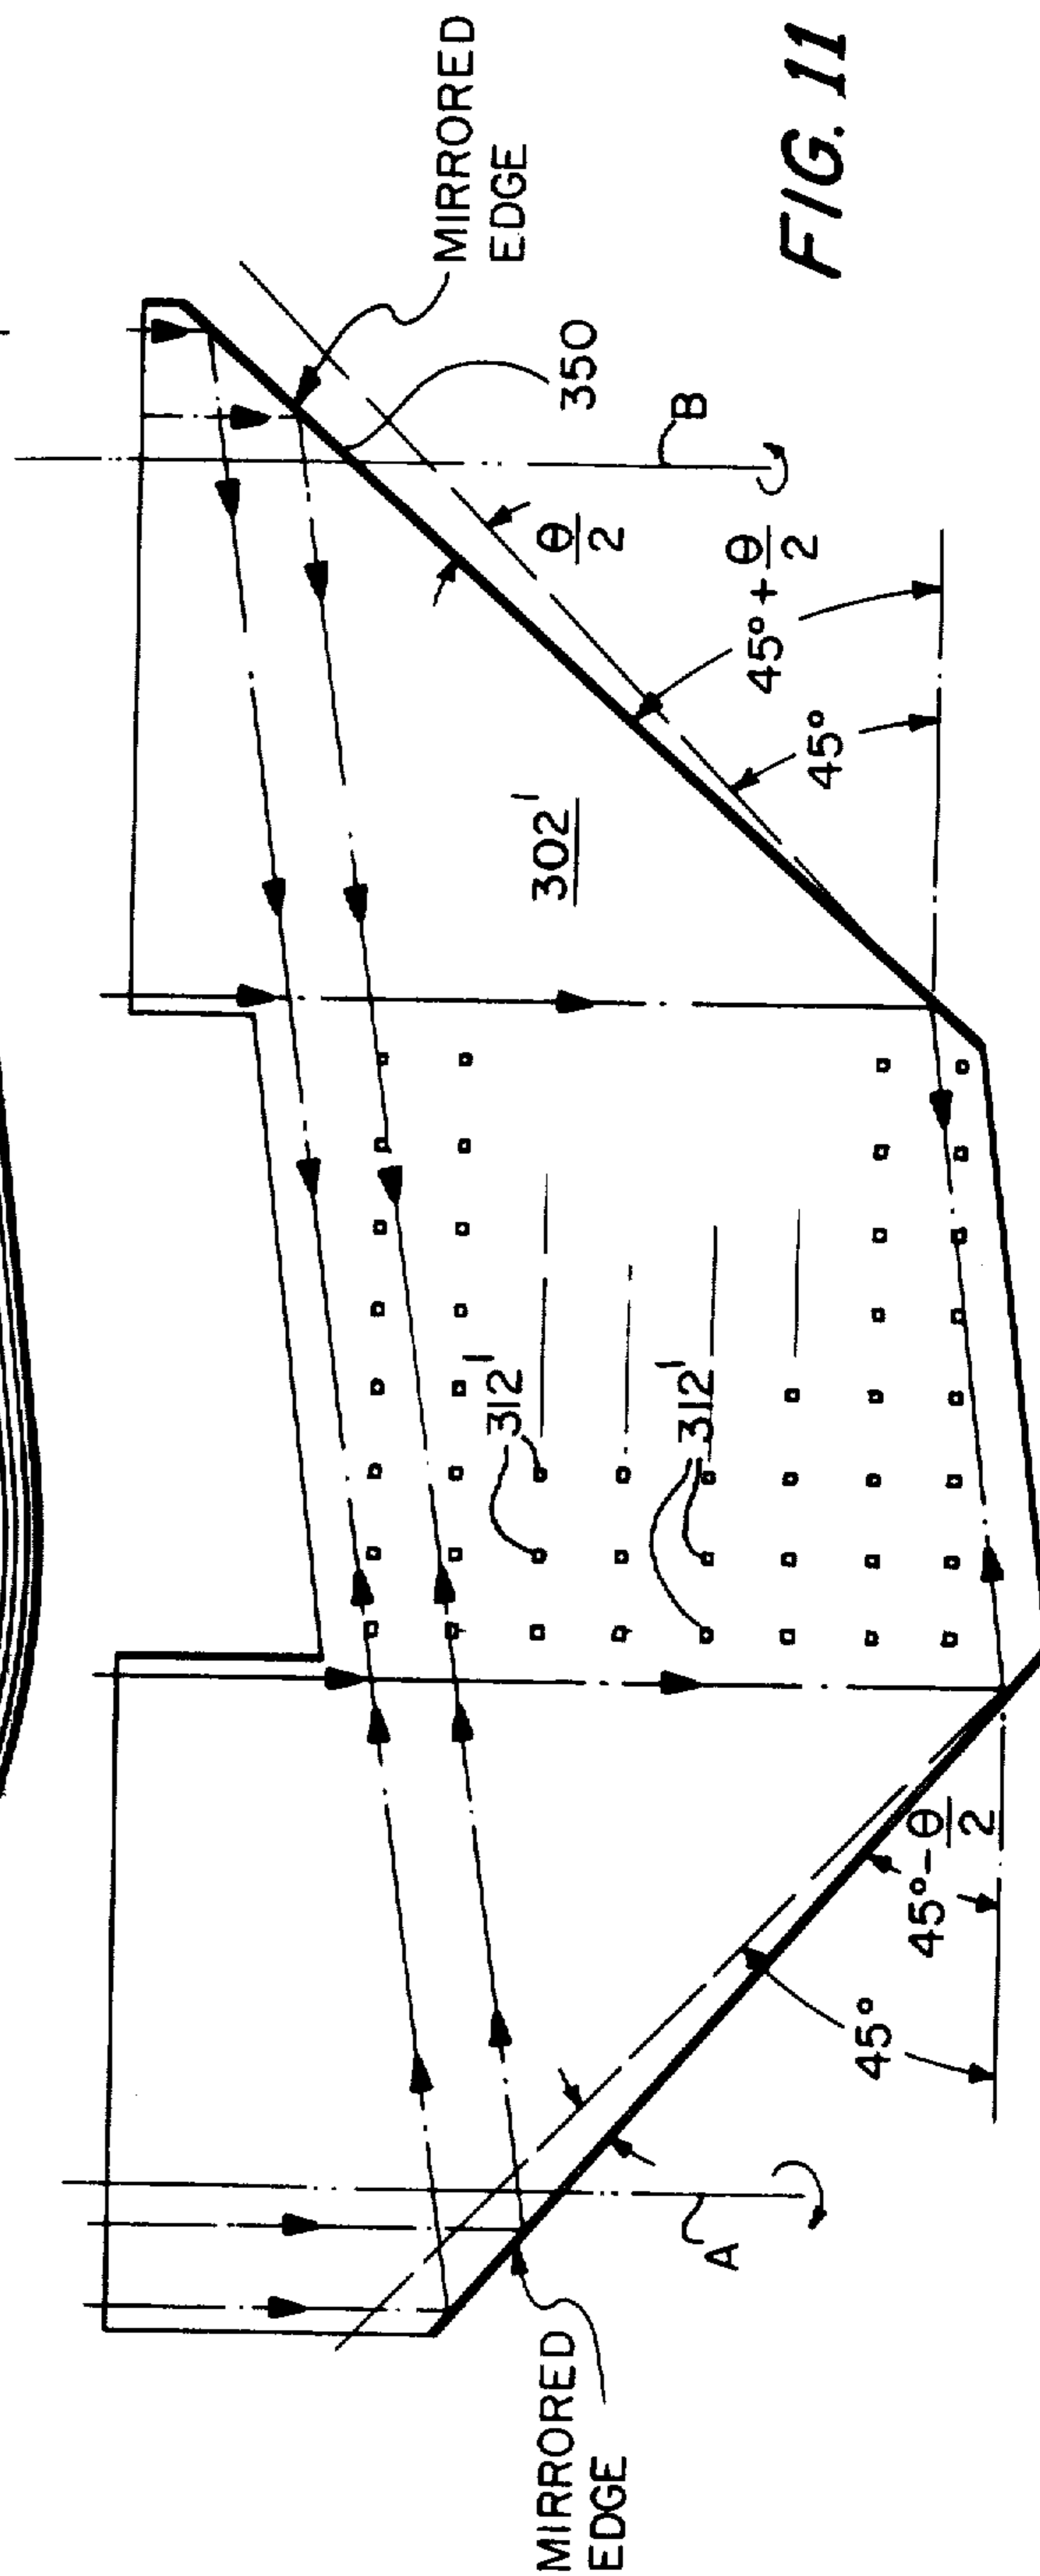 MIRRORED
EDGE
A
45°
45°-θ/2
312'
312'
302'
45°
45°+θ/2
θ/2
B
350
MIRRORED
EDGE
FIG. 11